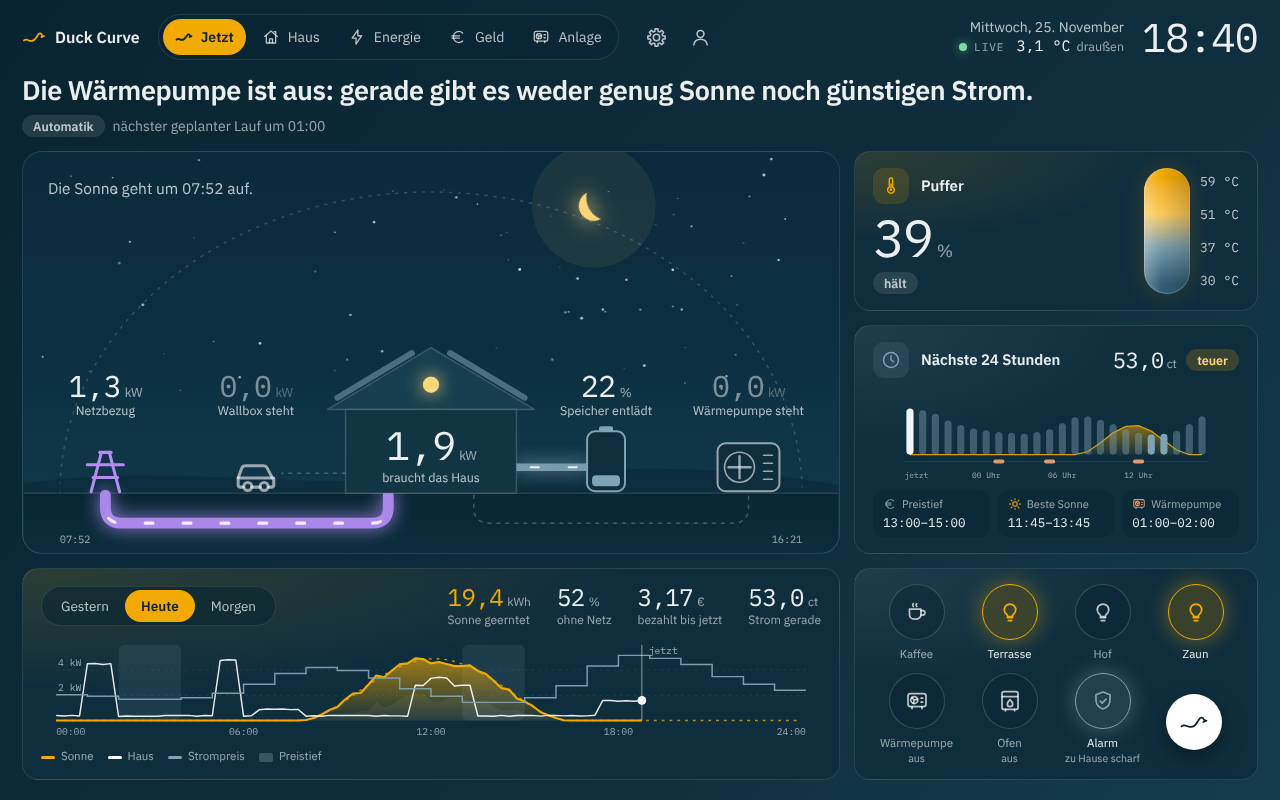 Duck Curve
Jetzt
Haus
Energie
Geld
Anlage
Mittwoch, 25. November
LIVE 3,1 °C draußen
18:40
Die Wärmepumpe ist aus: gerade gibt es weder genug Sonne noch günstigen Strom.
Automatik nächster geplanter Lauf um 01:00
Die Sonne geht um 07:52 auf.
1,3 kW
Netzbezug
0,0 kW
Wallbox steht
22 %
Speicher entlädt
0,0 kW
Wärmepumpe steht
1,9 kW
braucht das Haus
07:52
16:21
Puffer
39 %
hält
59 °C
51 °C
37 °C
30 °C
Nächste 24 Stunden
53,0 ct
teuer
jetzt
00 Uhr
06 Uhr
12 Uhr
Preistief
13:00–15:00
Beste Sonne
11:45–13:45
Wärmepumpe
01:00–02:00
Gestern
Heute
Morgen
19,4 kWh
Sonne geerntet
52 %
ohne Netz
3,17 €
bezahlt bis jetzt
53,0 ct
Strom gerade
jetzt
4 kW
2 kW
00:00
06:00
12:00
18:00
24:00
Sonne
Haus
Strompreis
Preistief
Kaffee
Terrasse
Hof
Zaun
Wärmepumpe
aus
Ofen
aus
Alarm
zu Hause scharf